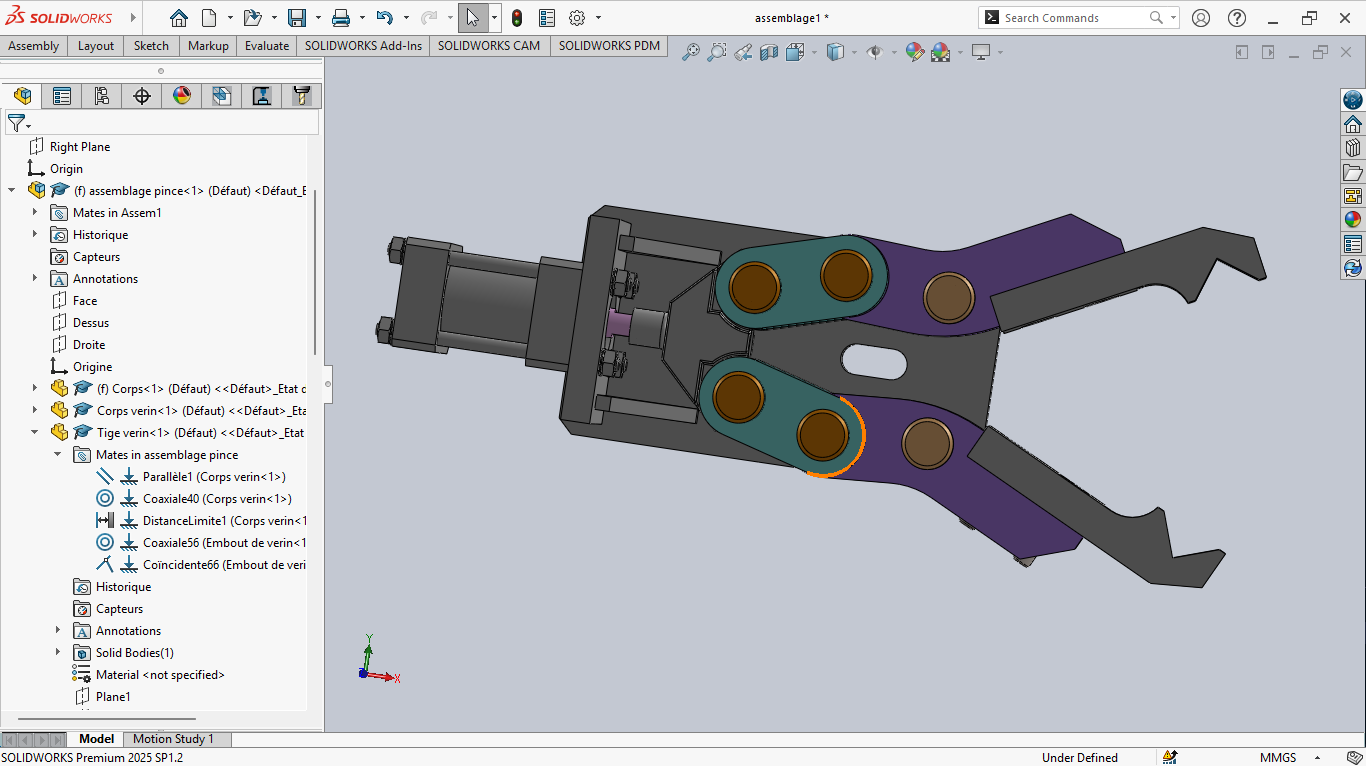 SOLIDWORKS
assemblage1 *
Search Commands
Assembly
Layout
Sketch
Markup
Evaluate
SOLIDWORKS Add-Ins
SOLIDWORKS CAM
SOLIDWORKS PDM
Right Plane
Origin
(f) assemblage pince<1> (Défaut) <Défaut_E
Mates in Assem1
Historique
Capteurs
Annotations
Face
Dessus
Droite
Origine
(f) Corps<1> (Défaut) <<Défaut>_Etat d
Corps verin<1> (Défaut) <<Défaut>_Eta
Tige verin<1> (Défaut) <<Défaut>_Etat
Mates in assemblage pince
Parallèle1 (Corps verin<1>)
Coaxiale40 (Corps verin<1>)
DistanceLimite1 (Corps verin<1
Coaxiale56 (Embout de verin<1
Coïncidente66 (Embout de veri
Historique
Capteurs
Annotations
Solid Bodies(1)
Material <not specified>
Plane1
Y
Z
X
Model
Motion Study 1
SOLIDWORKS Premium 2025 SP1.2
Under Defined
MMGS